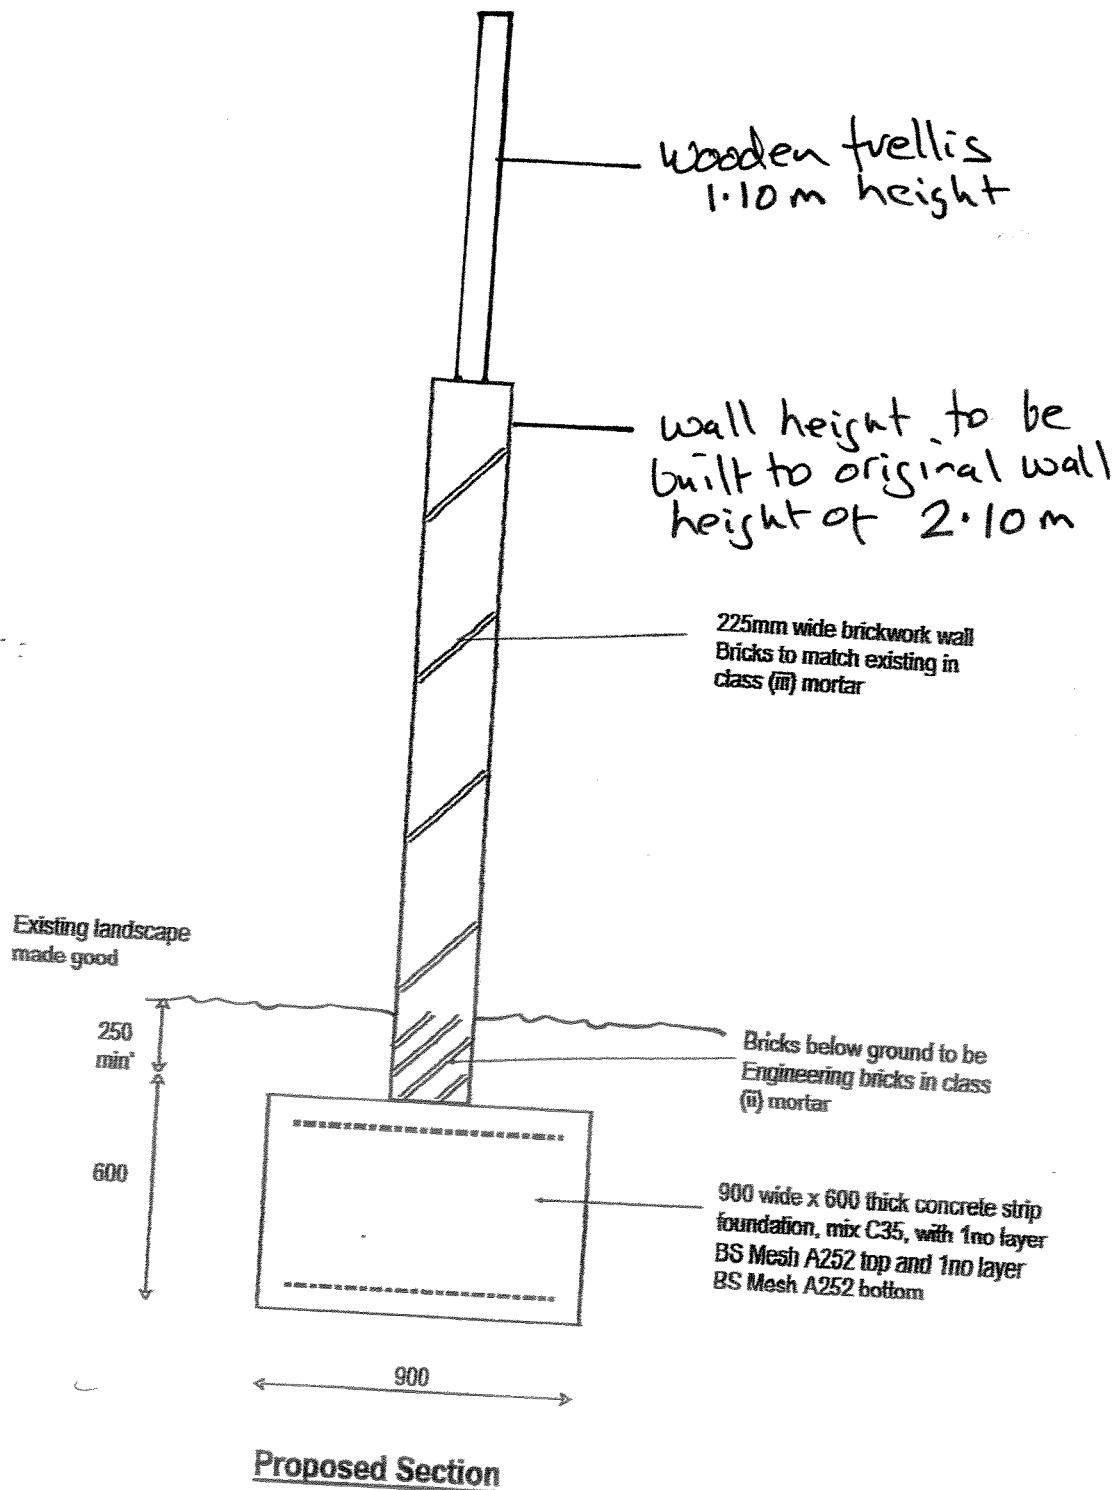 wooden trellis
1.10 m height
wall height to be
built to original wall
height of 2.10 m
225mm wide brickwork wall
Bricks to match existing in
class (iii) mortar
Existing landscape
made good
250
min'
Bricks below ground to be
Engineering bricks in class
(ii) mortar
600
900 wide x 600 thick concrete strip
foundation, mix C35, with 1no layer
BS Mesh A252 top and 1no layer
BS Mesh A252 bottom
900
Proposed Section